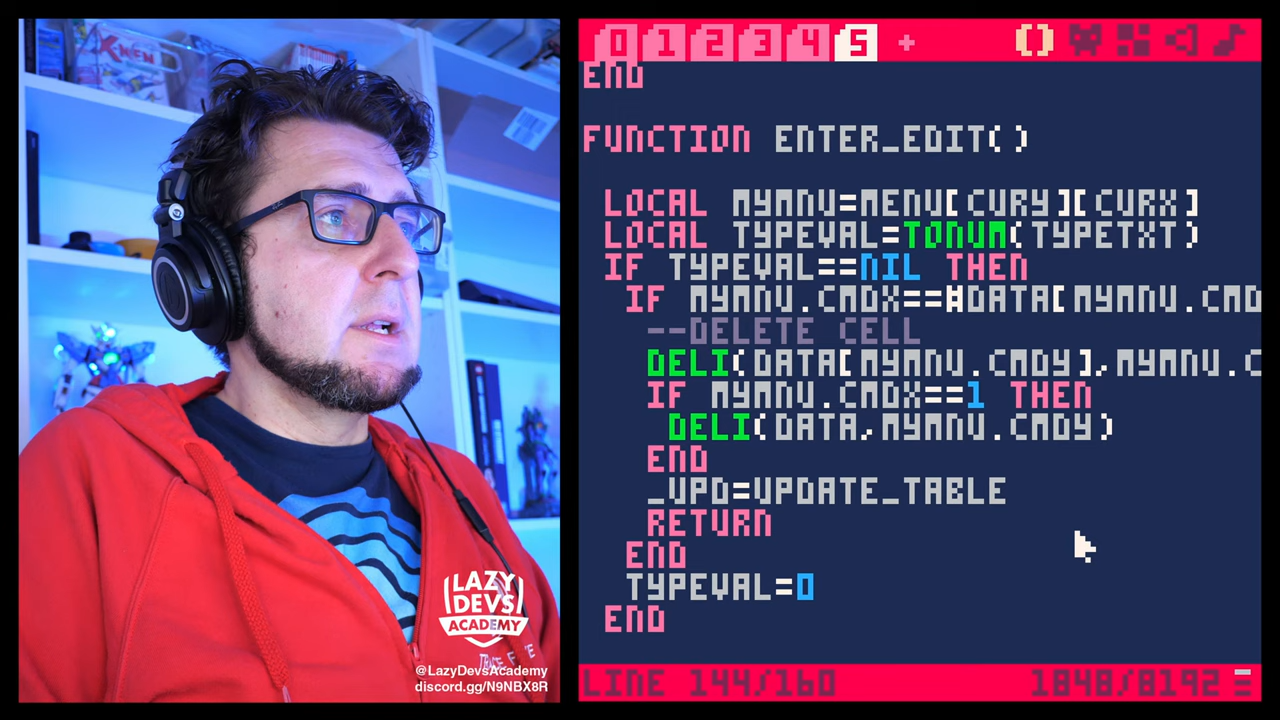 X-MEN
LAZY
DEVS
ACADEMY
@LazyDevsAcademy
discord.gg/N9NBX8R
0 1 2 3 4 5 +
END
FUNCTION ENTER_EDIT()
LOCAL MYMNU=MENU[CURY][CURX]
LOCAL TYPEVAL=TONUM(TYPETXT)
IF TYPEVAL==NIL THEN
IF MYMNU.CMDX==#DATA[MYMNU.CMD
--DELETE CELL
DELI(DATA[MYMNU.CMDY],MYMNU.C
IF MYMNU.CMDX==1 THEN
DELI(DATA,MYMNU.CMDY)
END
_UPD=UPDATE_TABLE
RETURN
END
TYPEVAL=0
END
LINE 144/160
1848/8192